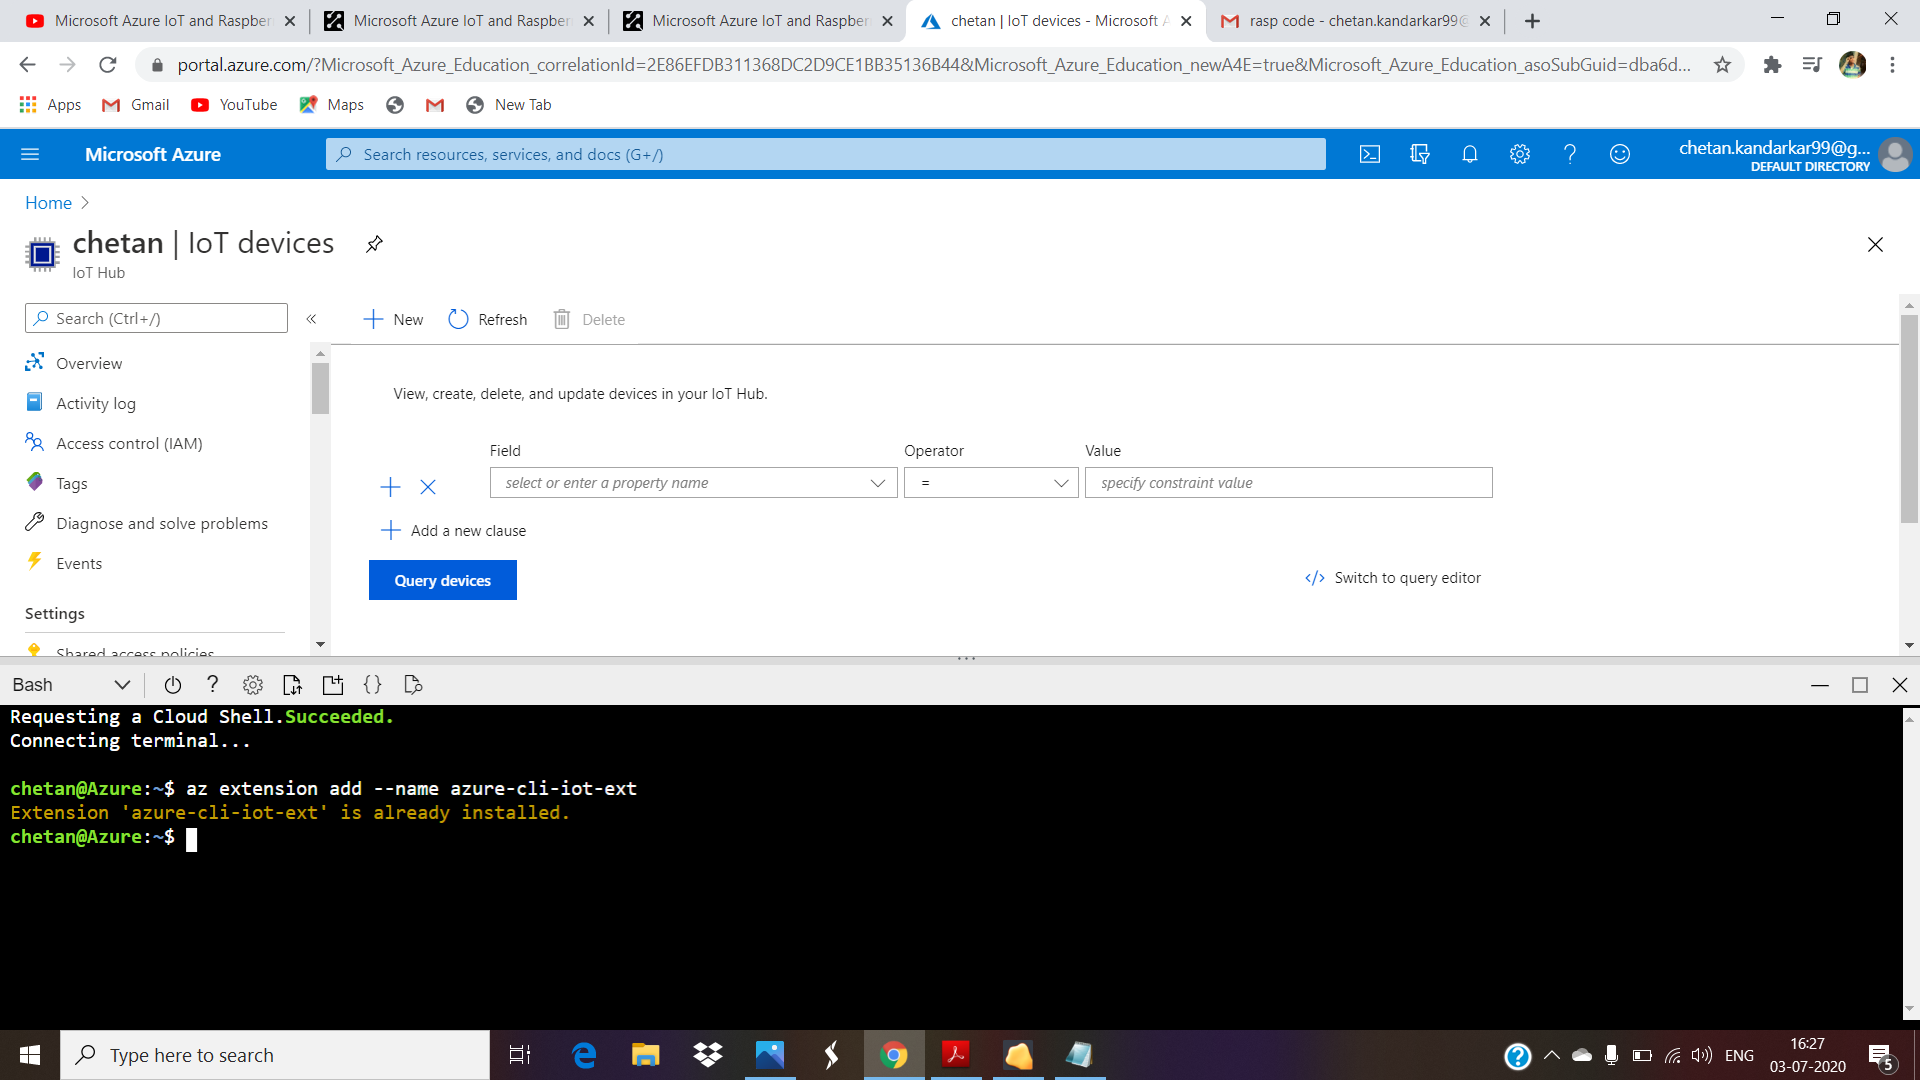 Microsoft Azure IoT and Raspber
Microsoft Azure IoT and Raspber
Microsoft Azure IoT and Raspber
chetan | IoT devices - Microsoft A
rasp code - chetan.kandarkar99@
portal.azure.com/?Microsoft_Azure_Education_correlationId=2E86EFDB311368DC2D9CE1BB35136B44&Microsoft_Azure_Education_newA4E=true&Microsoft_Azure_Education_asoSubGuid=dba6d...
Apps Gmail YouTube Maps New Tab
Microsoft Azure
Search resources, services, and docs (G+/)
chetan.kandarkar99@g...
DEFAULT DIRECTORY
Home >
chetan | IoT devices
IoT Hub
Search (Ctrl+/)
«
New Refresh Delete
Overview
Activity log
Access control (IAM)
Tags
Diagnose and solve problems
Events
Settings
Shared access policies
View, create, delete, and update devices in your IoT Hub.
Field Operator Value
select or enter a property name = specify constraint value
Add a new clause
Query devices
</> Switch to query editor
Bash ? { }
Requesting a Cloud Shell.Succeeded.
Connecting terminal...
chetan@Azure:~$ az extension add --name azure-cli-iot-ext
Extension 'azure-cli-iot-ext' is already installed.
chetan@Azure:~$
Type here to search
ENG
16:27
03-07-2020
5